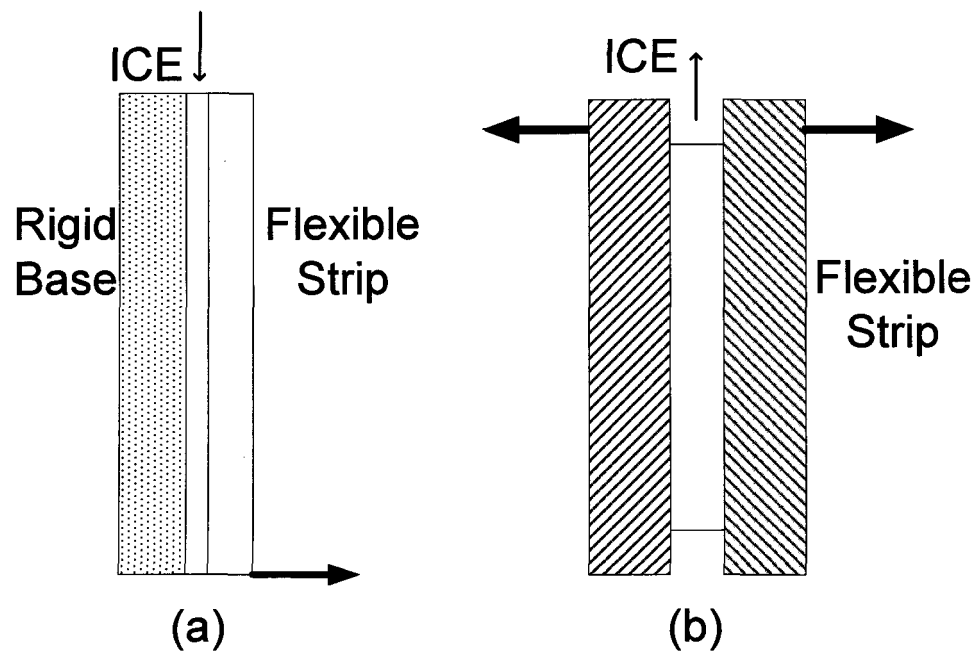 ICE
Rigid
Base
Flexible
Strip
(a)
ICE
Flexible
Strip
(b)